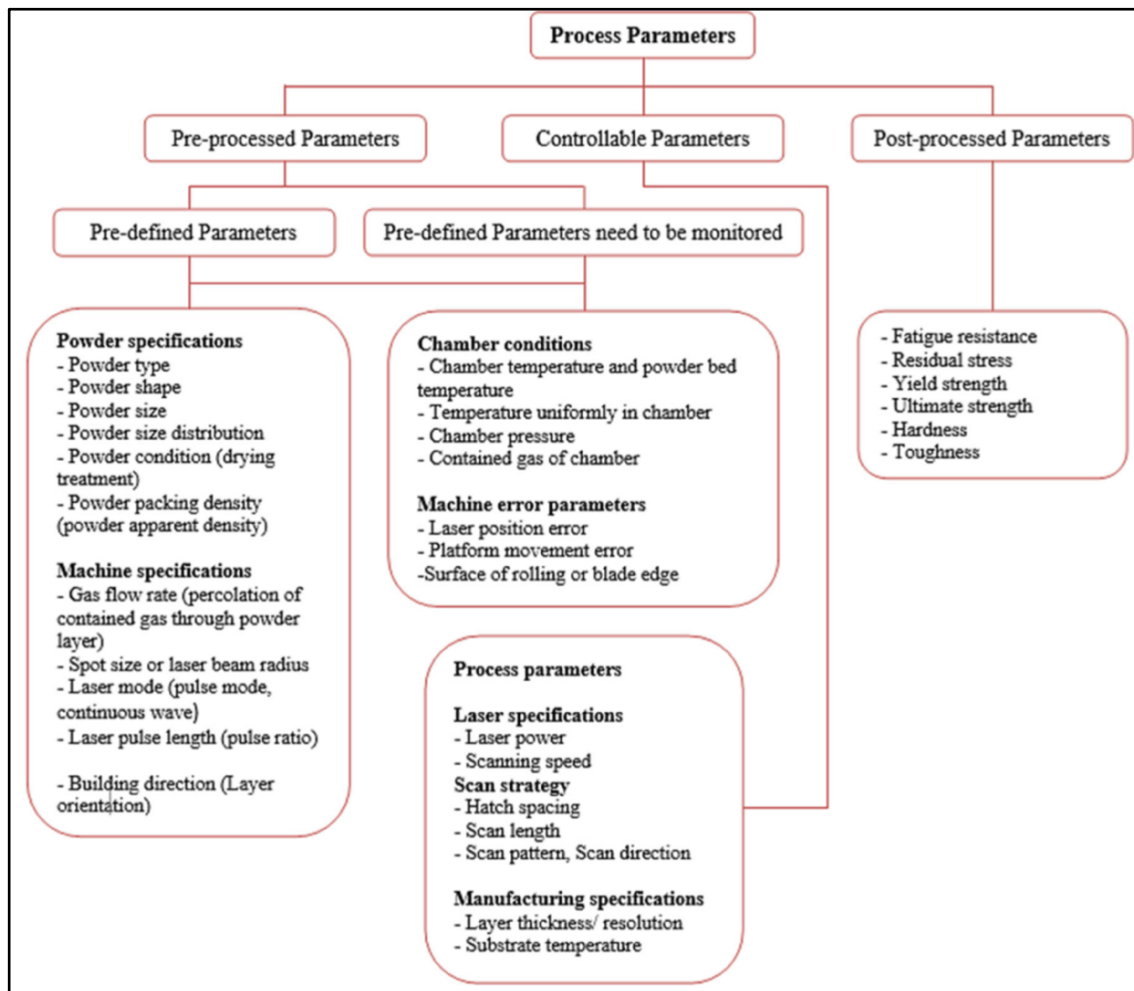 Process Parameters
Pre-processed Parameters
Controllable Parameters
Post-processed Parameters
Pre-defined Parameters
Pre-defined Parameters need to be monitored
Powder specifications
- Powder type
- Powder shape
- Powder size
- Powder size distribution
- Powder condition (drying
treatment)
- Powder packing density
(powder apparent density)
Machine specifications
- Gas flow rate (percolation of
contained gas through powder
layer)
- Spot size or laser beam radius
- Laser mode (pulse mode,
continuous wave)
- Laser pulse length (pulse ratio)
- Building direction (Layer
orientation)
Chamber conditions
- Chamber temperature and powder bed
temperature
- Temperature uniformly in chamber
- Chamber pressure
- Contained gas of chamber
Machine error parameters
- Laser position error
- Platform movement error
-Surface of rolling or blade edge
Process parameters
Laser specifications
- Laser power
- Scanning speed
Scan strategy
- Hatch spacing
- Scan length
- Scan pattern, Scan direction
Manufacturing specifications
- Layer thickness/ resolution
- Substrate temperature
- Fatigue resistance
- Residual stress
- Yield strength
- Ultimate strength
- Hardness
- Toughness